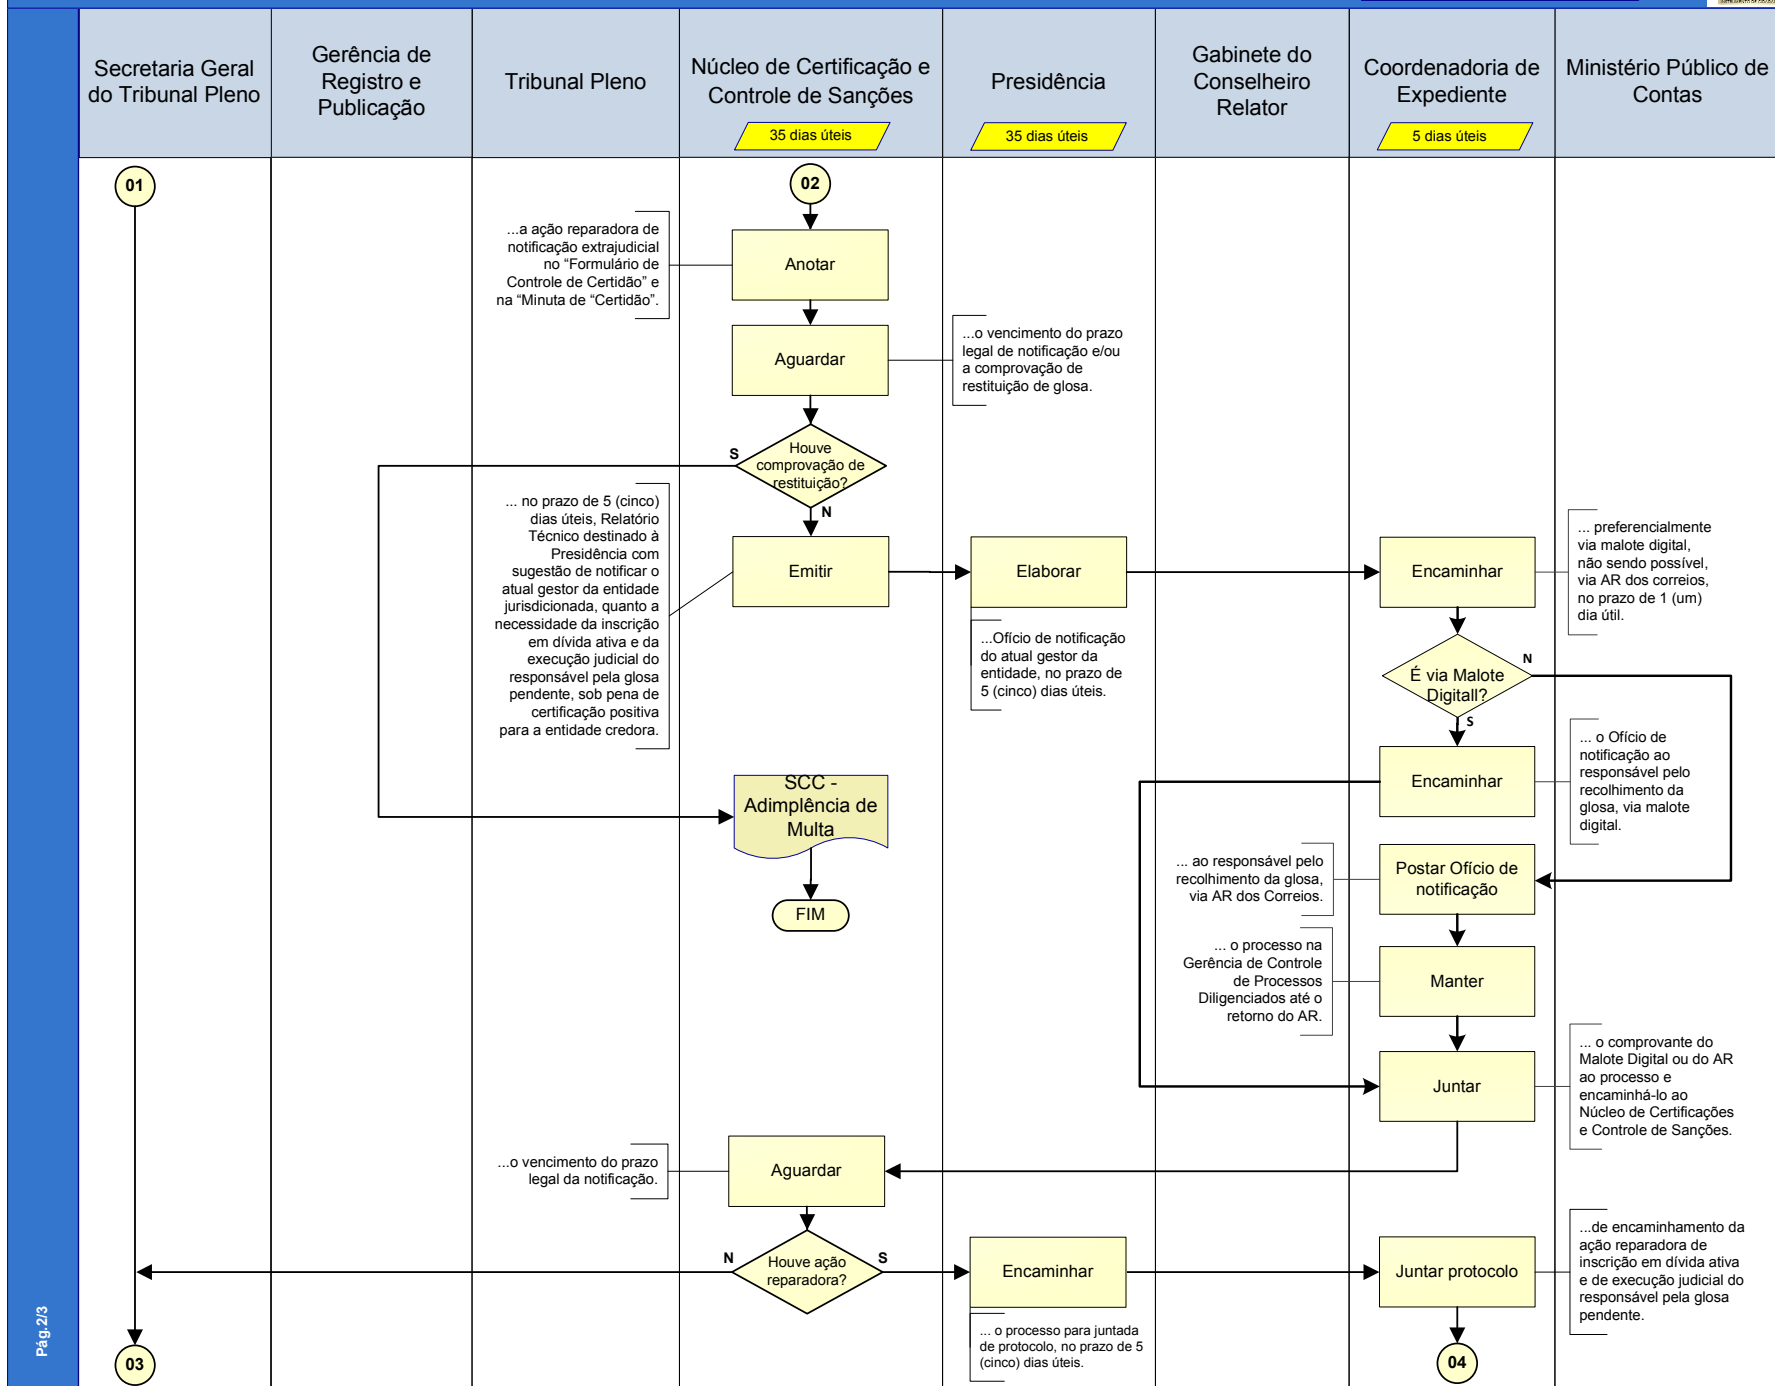 Secretaria Geral
do Tribunal Pleno
Gerência de
Registro e
Publicação
Tribunal Pleno
Núcleo de Certificação e
Controle de Sanções
35 dias úteis
Presidência
35 dias úteis
Gabinete do
Conselheiro
Relator
Coordenadoria de
Expediente
5 dias úteis
Ministério Público de
Contas
01
02
...a ação reparadora de
notificação extrajudicial
no “Formulário de
Controle de Certidão” e
na “Minuta de “Certidão”.
Anotar
Aguardar
...o vencimento do prazo
legal de notificação e/ou
a comprovação de
restituição de glosa.
Houve
comprovação de
restituição?
S
N
... no prazo de 5 (cinco)
dias úteis, Relatório
Técnico destinado à
Presidência com
sugestão de notificar o
atual gestor da entidade
jurisdicionada, quanto a
necessidade da inscrição
em dívida ativa e da
execução judicial do
responsável pela glosa
pendente, sob pena de
certificação positiva
para a entidade credora.
Emitir
Elaborar
...Ofício de notificação
do atual gestor da
entidade, no prazo de
5 (cinco) dias úteis.
Encaminhar
... preferencialmente
via malote digital,
não sendo possível,
via AR dos correios,
no prazo de 1 (um)
dia útil.
É via Malote
Digitall?
N
S
Encaminhar
... o Ofício de
notificação ao
responsável pelo
recolhimento da
glosa, via malote
digital.
SCC -
Adimplência de
Multa
FIM
... ao responsável pelo
recolhimento da glosa,
via AR dos Correios.
Postar Ofício de
notificação
... o processo na
Gerência de Controle
de Processos
Diligenciados até o
retorno do AR.
Manter
Juntar
... o comprovante do
Malote Digital ou do AR
ao processo e
encaminhá-lo ao
Núcleo de Certificações
e Controle de Sanções.
...o vencimento do prazo
legal da notificação.
Aguardar
Houve ação
reparadora?
N
S
Encaminhar
... o processo para juntada
de protocolo, no prazo de 5
(cinco) dias úteis.
Juntar protocolo
...de encaminhamento da
ação reparadora de
inscrição em dívida ativa
e de execução judicial do
responsável pela glosa
pendente.
03
04
Pág.2/3